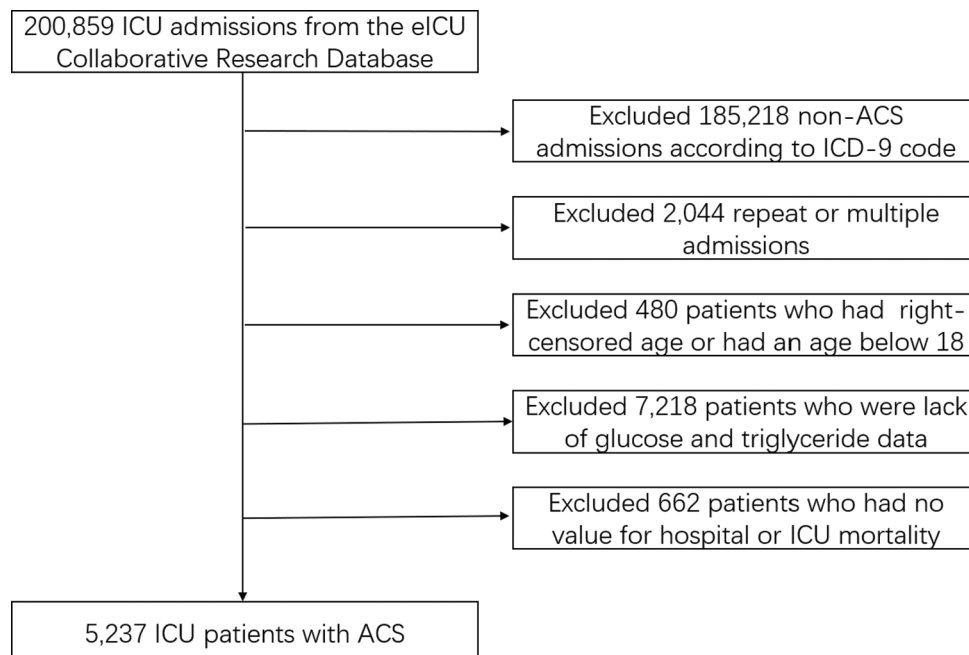 200,859 ICU admissions from the eICU
Collaborative Research Database
Excluded 185,218 non-ACS
admissions according to ICD-9 code
Excluded 2,044 repeat or multiple
admissions
Excluded 480 patients who had right-
censored age or had an age below 18
Excluded 7,218 patients who were lack
of glucose and triglyceride data
Excluded 662 patients who had no
value for hospital or ICU mortality
5,237 ICU patients with ACS